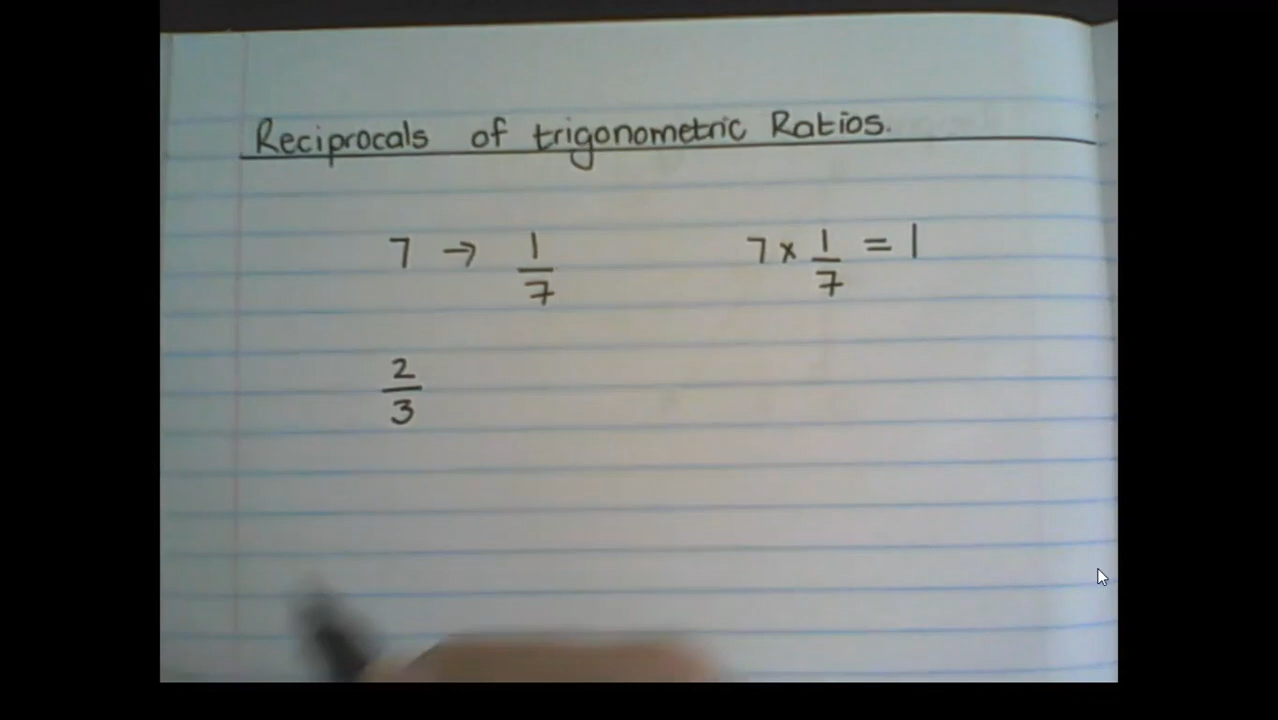 Reciprocals of trigonometric Ratios.
7 → 1/7 7 × 1/7 = 1
2/3